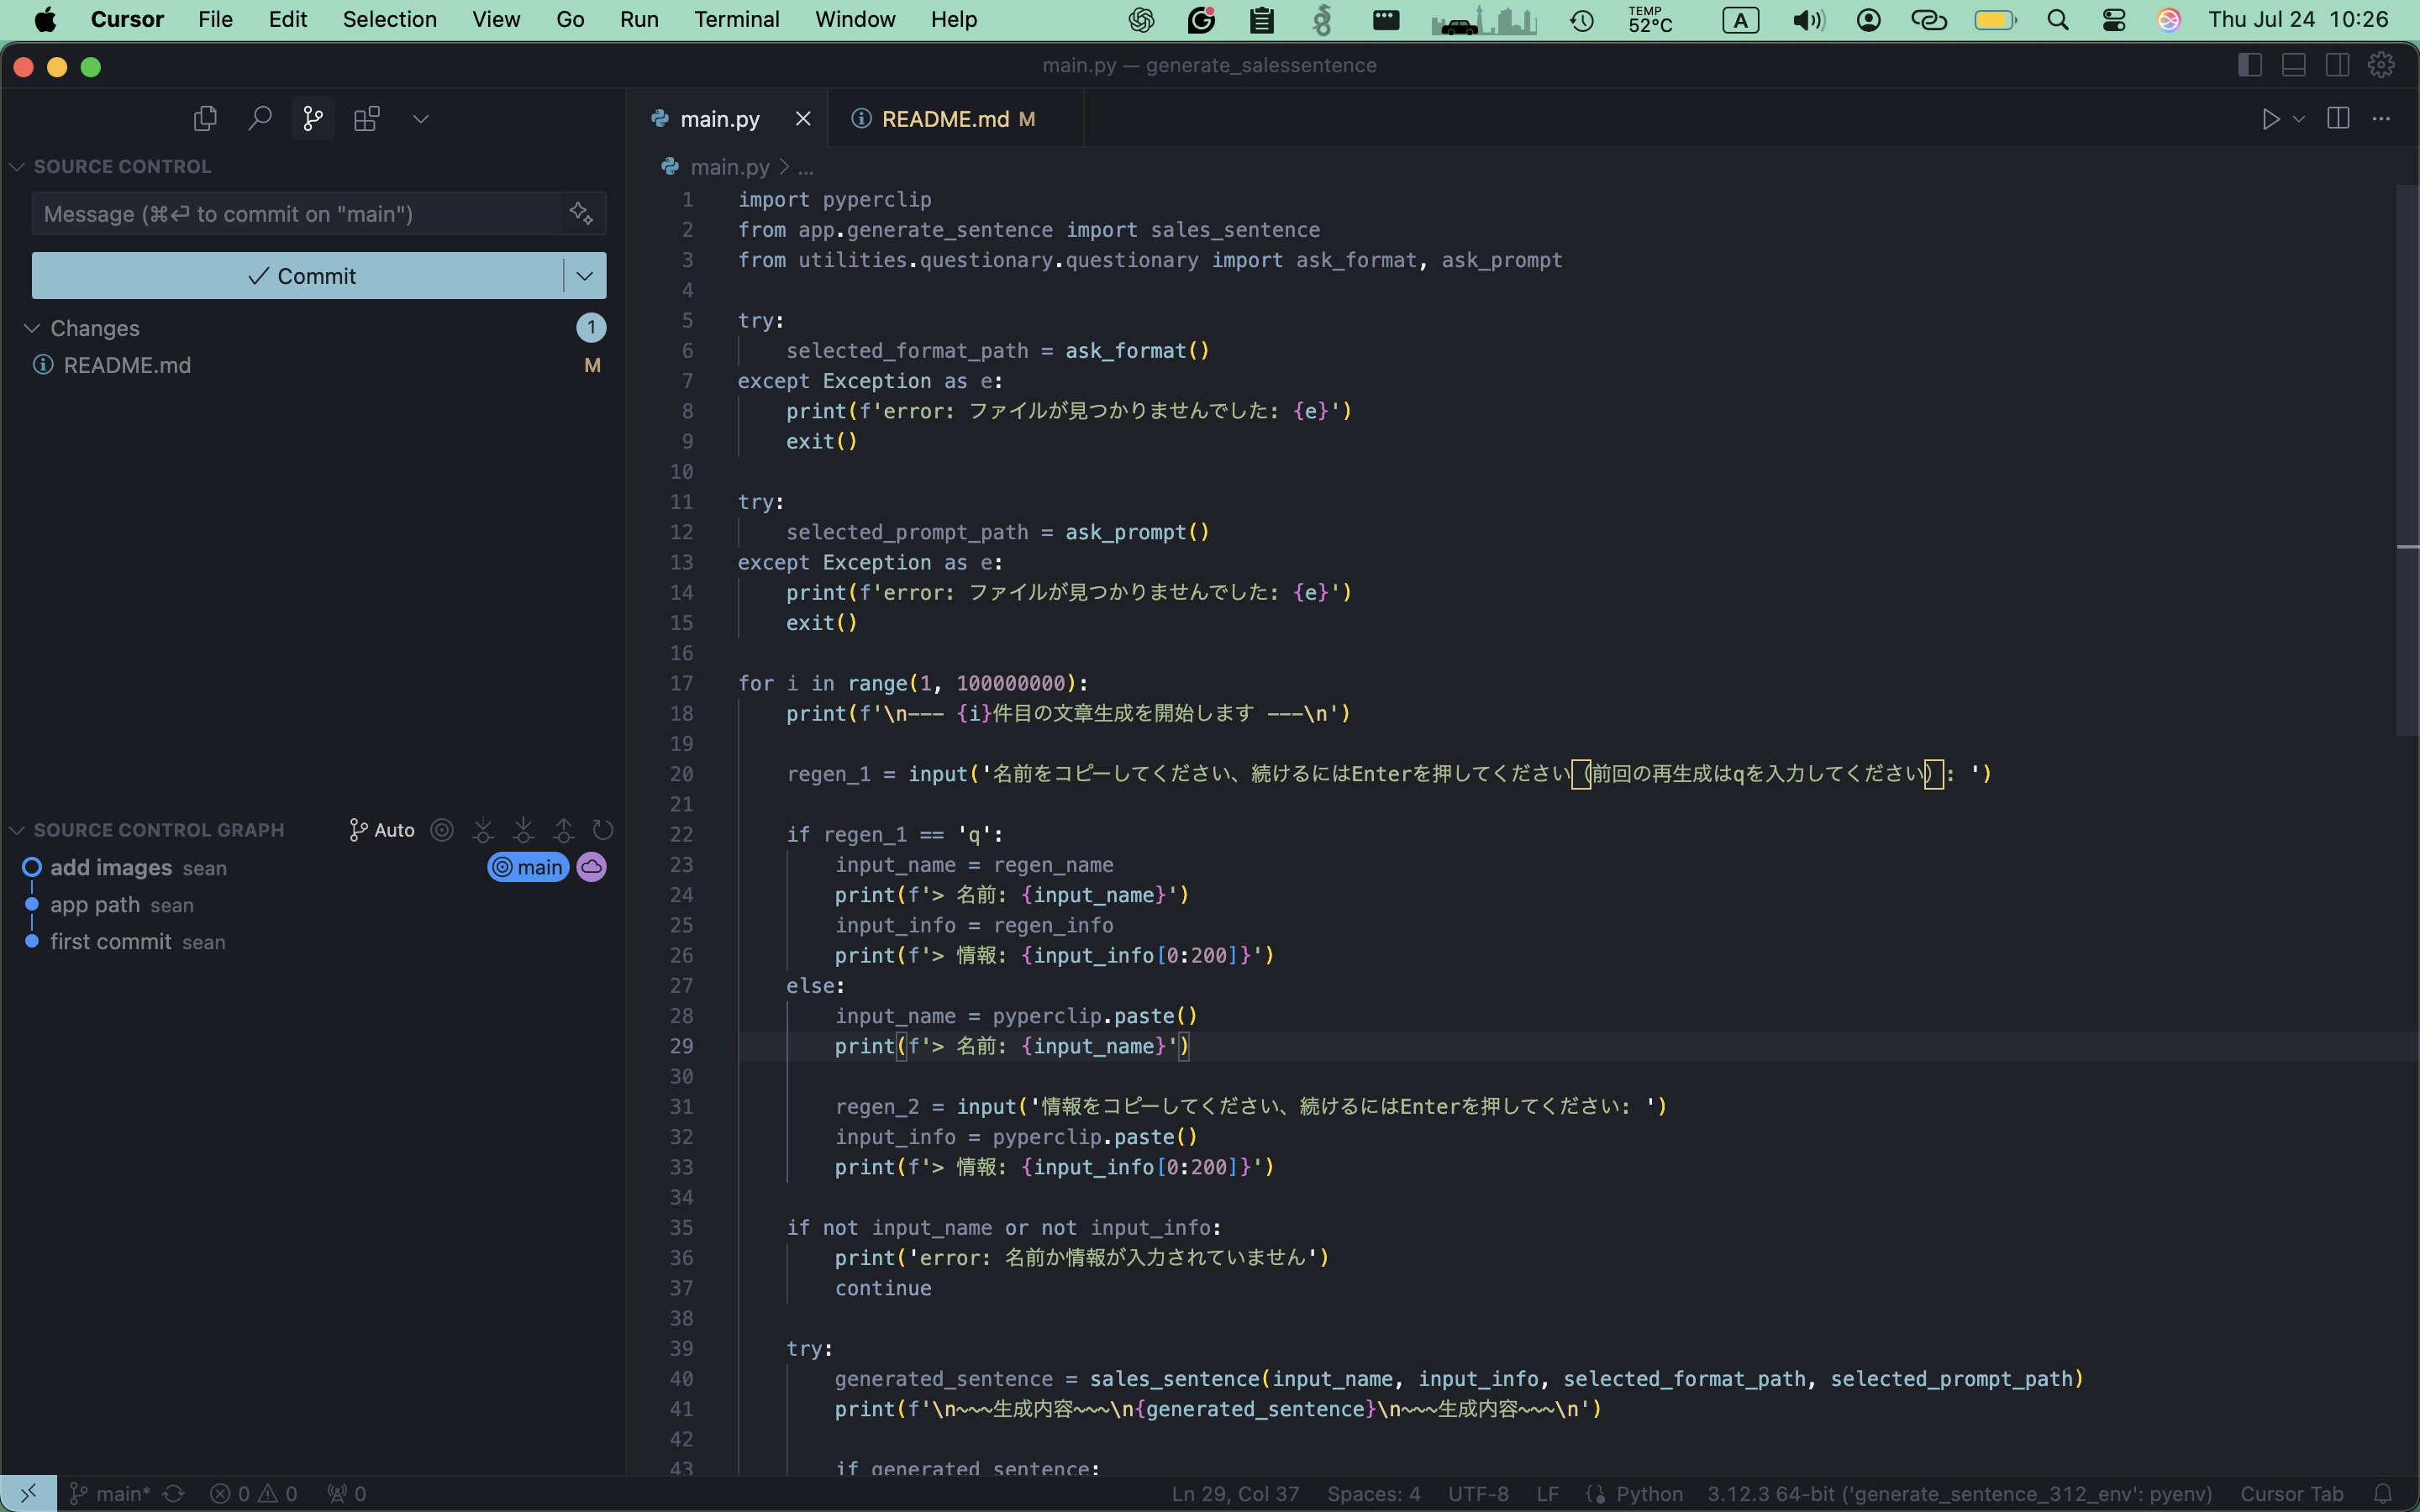 Cursor File Edit Selection View Go Run Terminal Window Help TEMP 52°C A Thu Jul 24 10:26
main.py — generate_salessentence
main.py README.md M
SOURCE CONTROL
Message (⌘⏎ to commit on "main")
Commit
Changes 1
README.md M
SOURCE CONTROL GRAPH Auto
add images sean main
app path sean
first commit sean
main.py > ...
1 import pyperclip
2 from app.generate_sentence import sales_sentence
3 from utilities.questionary.questionary import ask_format, ask_prompt
4
5 try:
6     selected_format_path = ask_format()
7 except Exception as e:
8     print(f'error: ファイルが見つかりませんでした: {e}')
9     exit()
10
11 try:
12     selected_prompt_path = ask_prompt()
13 except Exception as e:
14     print(f'error: ファイルが見つかりませんでした: {e}')
15     exit()
16
17 for i in range(1, 100000000):
18     print(f'\n--- {i}件目の文章生成を開始します ---\n')
19
20     regen_1 = input('名前をコピーしてください、続けるにはEnterを押してください（前回の再生成はqを入力してください）: ')
21
22     if regen_1 == 'q':
23         input_name = regen_name
24         print(f'> 名前: {input_name}')
25         input_info = regen_info
26         print(f'> 情報: {input_info[0:200]}')
27     else:
28         input_name = pyperclip.paste()
29         print(f'> 名前: {input_name}')
30
31         regen_2 = input('情報をコピーしてください、続けるにはEnterを押してください: ')
32         input_info = pyperclip.paste()
33         print(f'> 情報: {input_info[0:200]}')
34
35     if not input_name or not input_info:
36         print('error: 名前か情報が入力されていません')
37         continue
38
39     try:
40         generated_sentence = sales_sentence(input_name, input_info, selected_format_path, selected_prompt_path)
41         print(f'\n~~~生成内容~~~\n{generated_sentence}\n~~~生成内容~~~\n')
42
43         if generated_sentence:
main* 0 0 0 Ln 29, Col 37 Spaces: 4 UTF-8 LF Python 3.12.3 64-bit ('generate_sentence_312_env': pyenv) Cursor Tab